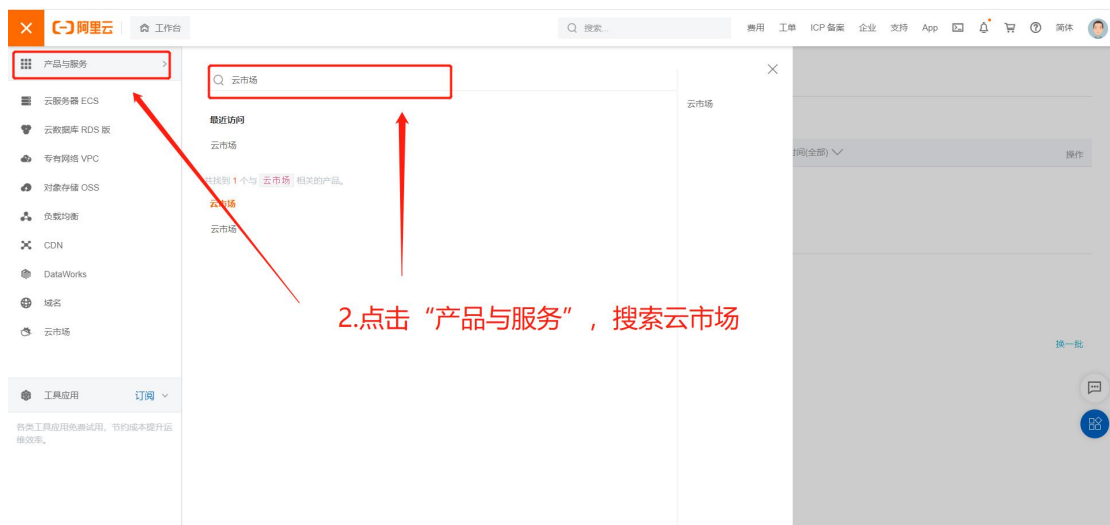 阿里云 工作台 搜索... 费用 工单 ICP 备案 企业 支持 App 简体
产品与服务
云服务器 ECS
云数据库 RDS 版
专有网络 VPC
对象存储 OSS
负载均衡
CDN
DataWorks
域名
云市场
工具应用 订阅
各类工具应用免费试用，节约成本提升运
维效率。
云市场
最近访问
云市场
共找到 1 个与 云市场 相关的产品。
云市场
云市场
云市场
时间(全部) 操作
换一批
2.点击“产品与服务”，搜索云市场